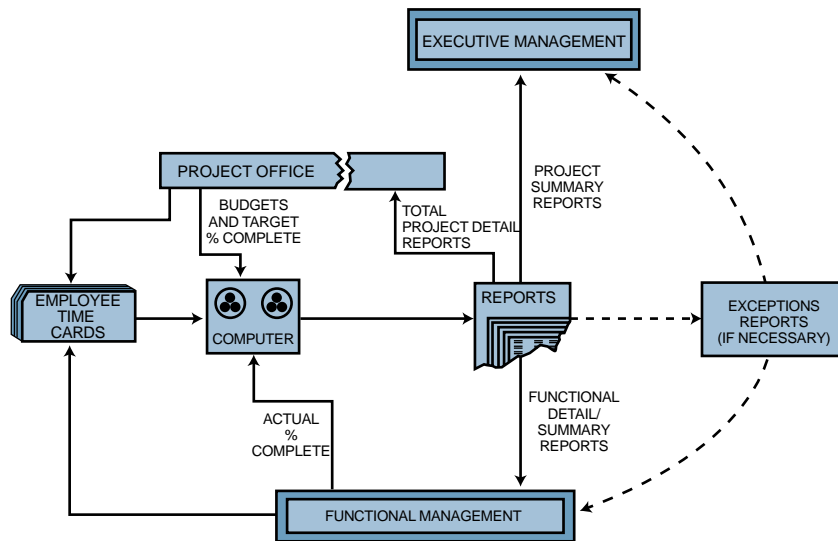 EXECUTIVE MANAGEMENT
PROJECT OFFICE
PROJECT
SUMMARY
REPORTS
BUDGETS
AND TARGET
% COMPLETE
TOTAL
PROJECT DETAIL
REPORTS
EMPLOYEE
TIME
CARDS
COMPUTER
REPORTS
EXCEPTIONS
REPORTS
(IF NECESSARY)
ACTUAL
%
COMPLETE
FUNCTIONAL
DETAIL/
SUMMARY
REPORTS
FUNCTIONAL MANAGEMENT